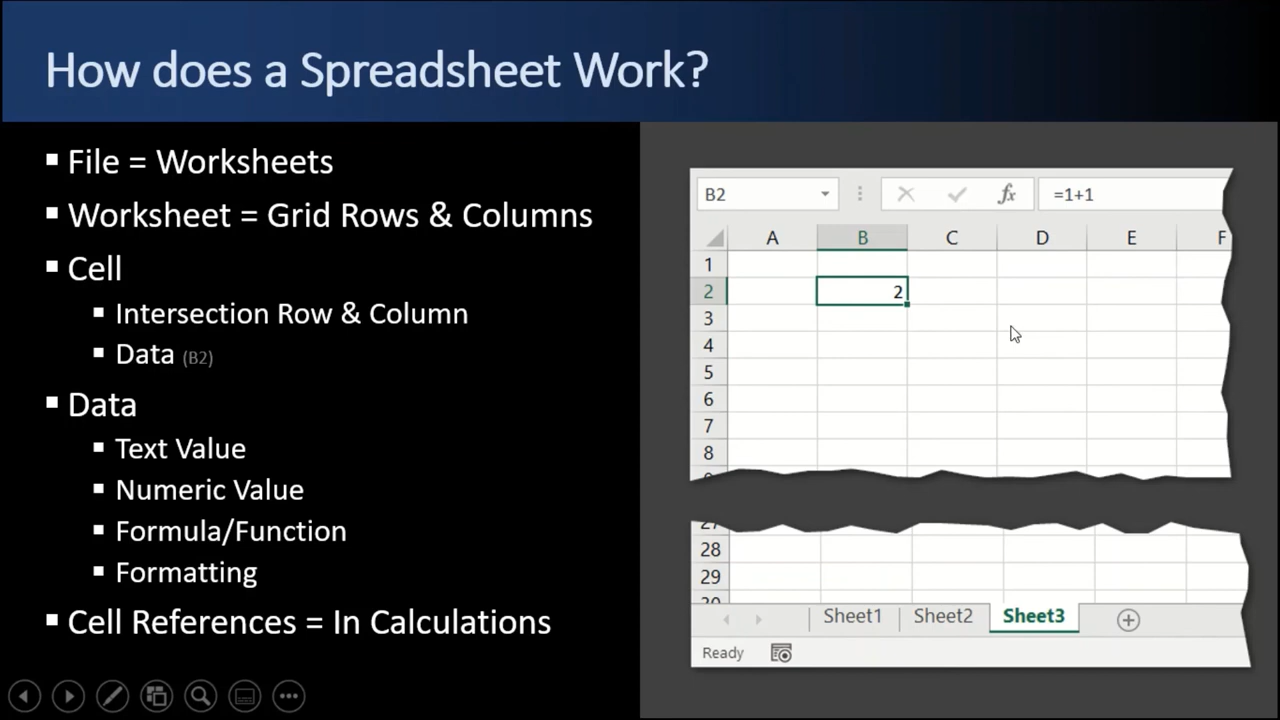 How does a Spreadsheet Work?
▪ File = Worksheets
▪ Worksheet = Grid Rows & Columns
▪ Cell
▪ Intersection Row & Column
▪ Data (B2)
▪ Data
▪ Text Value
▪ Numeric Value
▪ Formula/Function
▪ Formatting
▪ Cell References = In Calculations
B2 fx =1+1
A B C D E F
1
2 2
3
4
5
6
7
8
27
28
29
Sheet1 Sheet2 Sheet3
Ready